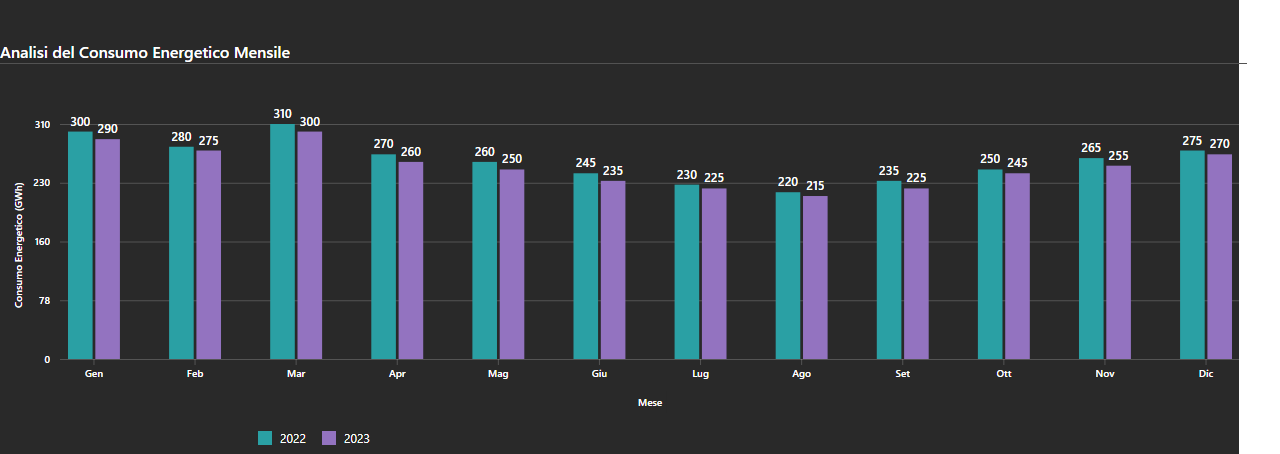 Analisi del Consumo Energetico Mensile
310
230
160
78
0
Consumo Energetico (GWh)
300 290 280 275 310 300 270 260 260 250 245 235 230 225 220 215 235 225 250 245 265 255 275 270
Gen Feb Mar Apr Mag Giu Lug Ago Set Ott Nov Dic
Mese
2022 2023